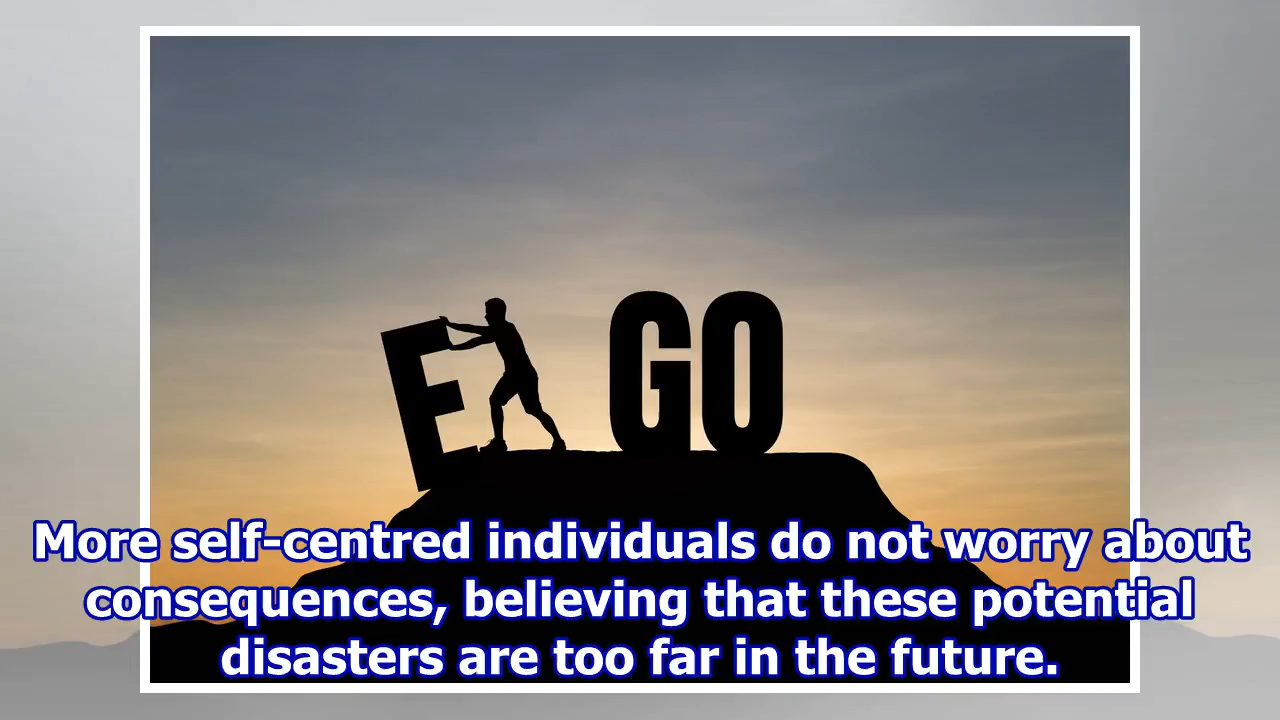 E GO
More self-centred individuals do not worry about
consequences, believing that these potential
disasters are too far in the future.